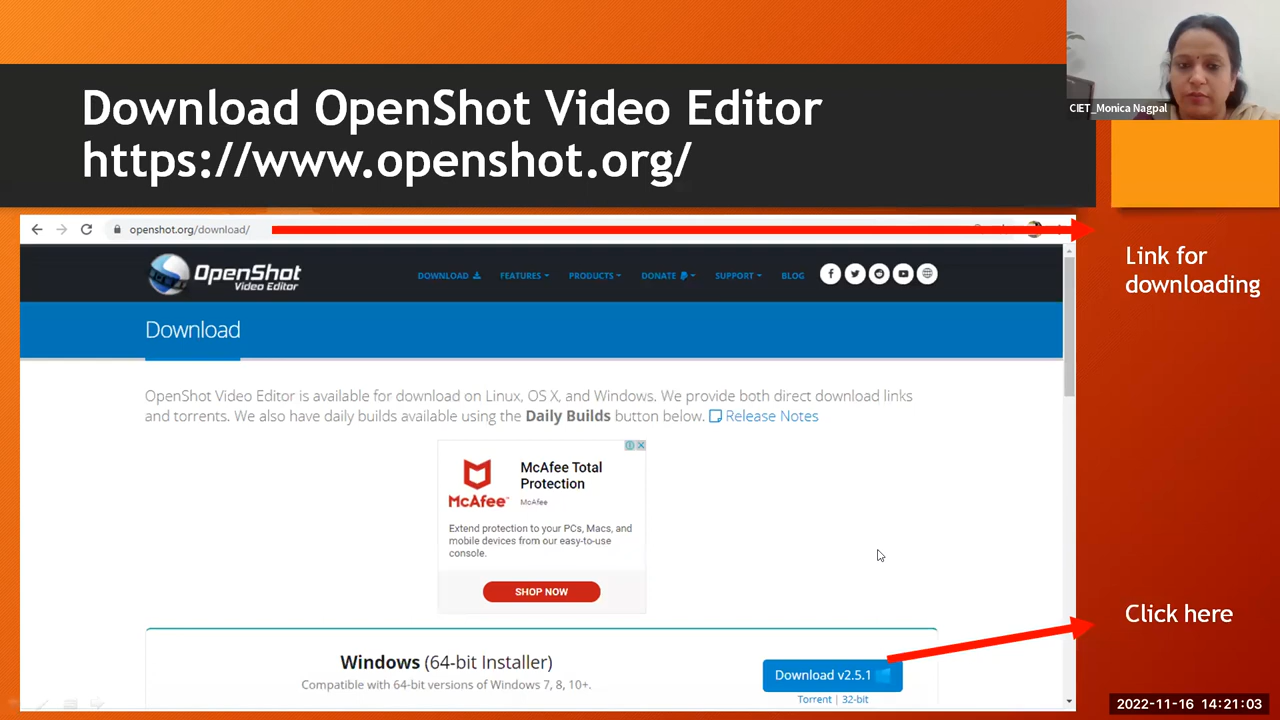 CIET_Monica Nagpal
Download OpenShot Video Editor
https://www.openshot.org/
openshot.org/download/
Link for
downloading
OpenShot
Video Editor
DOWNLOAD
FEATURES
PRODUCTS
DONATE
SUPPORT
BLOG
Download
OpenShot Video Editor is available for download on Linux, OS X, and Windows. We provide both direct download links
and torrents. We also have daily builds available using the Daily Builds button below. Release Notes
McAfee Total
Protection
McAfee
McAfee
Extend protection to your PCs, Macs, and
mobile devices from our easy-to-use
console.
SHOP NOW
Click here
Windows (64-bit Installer)
Compatible with 64-bit versions of Windows 7, 8, 10+.
Download v2.5.1
Torrent | 32-bit
2022-11-16 14:21:03